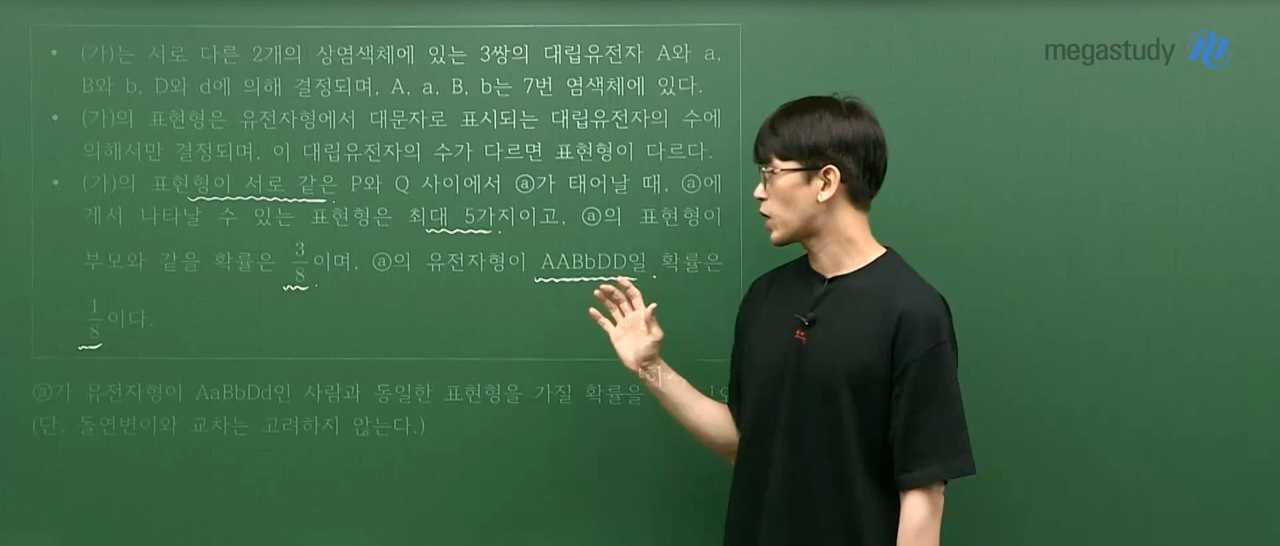 megastudy
• (가)는 서로 다른 2개의 상염색체에 있는 3쌍의 대립유전자 A와 a,
B와 b, D와 d에 의해 결정되며, A, a, B, b는 7번 염색체에 있다.
• (가)의 표현형은 유전자형에서 대문자로 표시되는 대립유전자의 수에
의해서만 결정되며, 이 대립유전자의 수가 다르면 표현형이 다르다.
• (가)의 표현형이 서로 같은 P와 Q 사이에서 ⓐ가 태어날 때, ⓐ에
게서 나타날 수 있는 표현형은 최대 5가지이고, ⓐ의 표현형이
부모와 같을 확률은 3/8이며, ⓐ의 유전자형이 AABbDD일 확률은
1/8이다.
ⓐ가 유전자형이 AaBbDd인 사람과 동일한 표현형을 가질 확률을
(단, 돌연변이와 교차는 고려하지 않는다.)